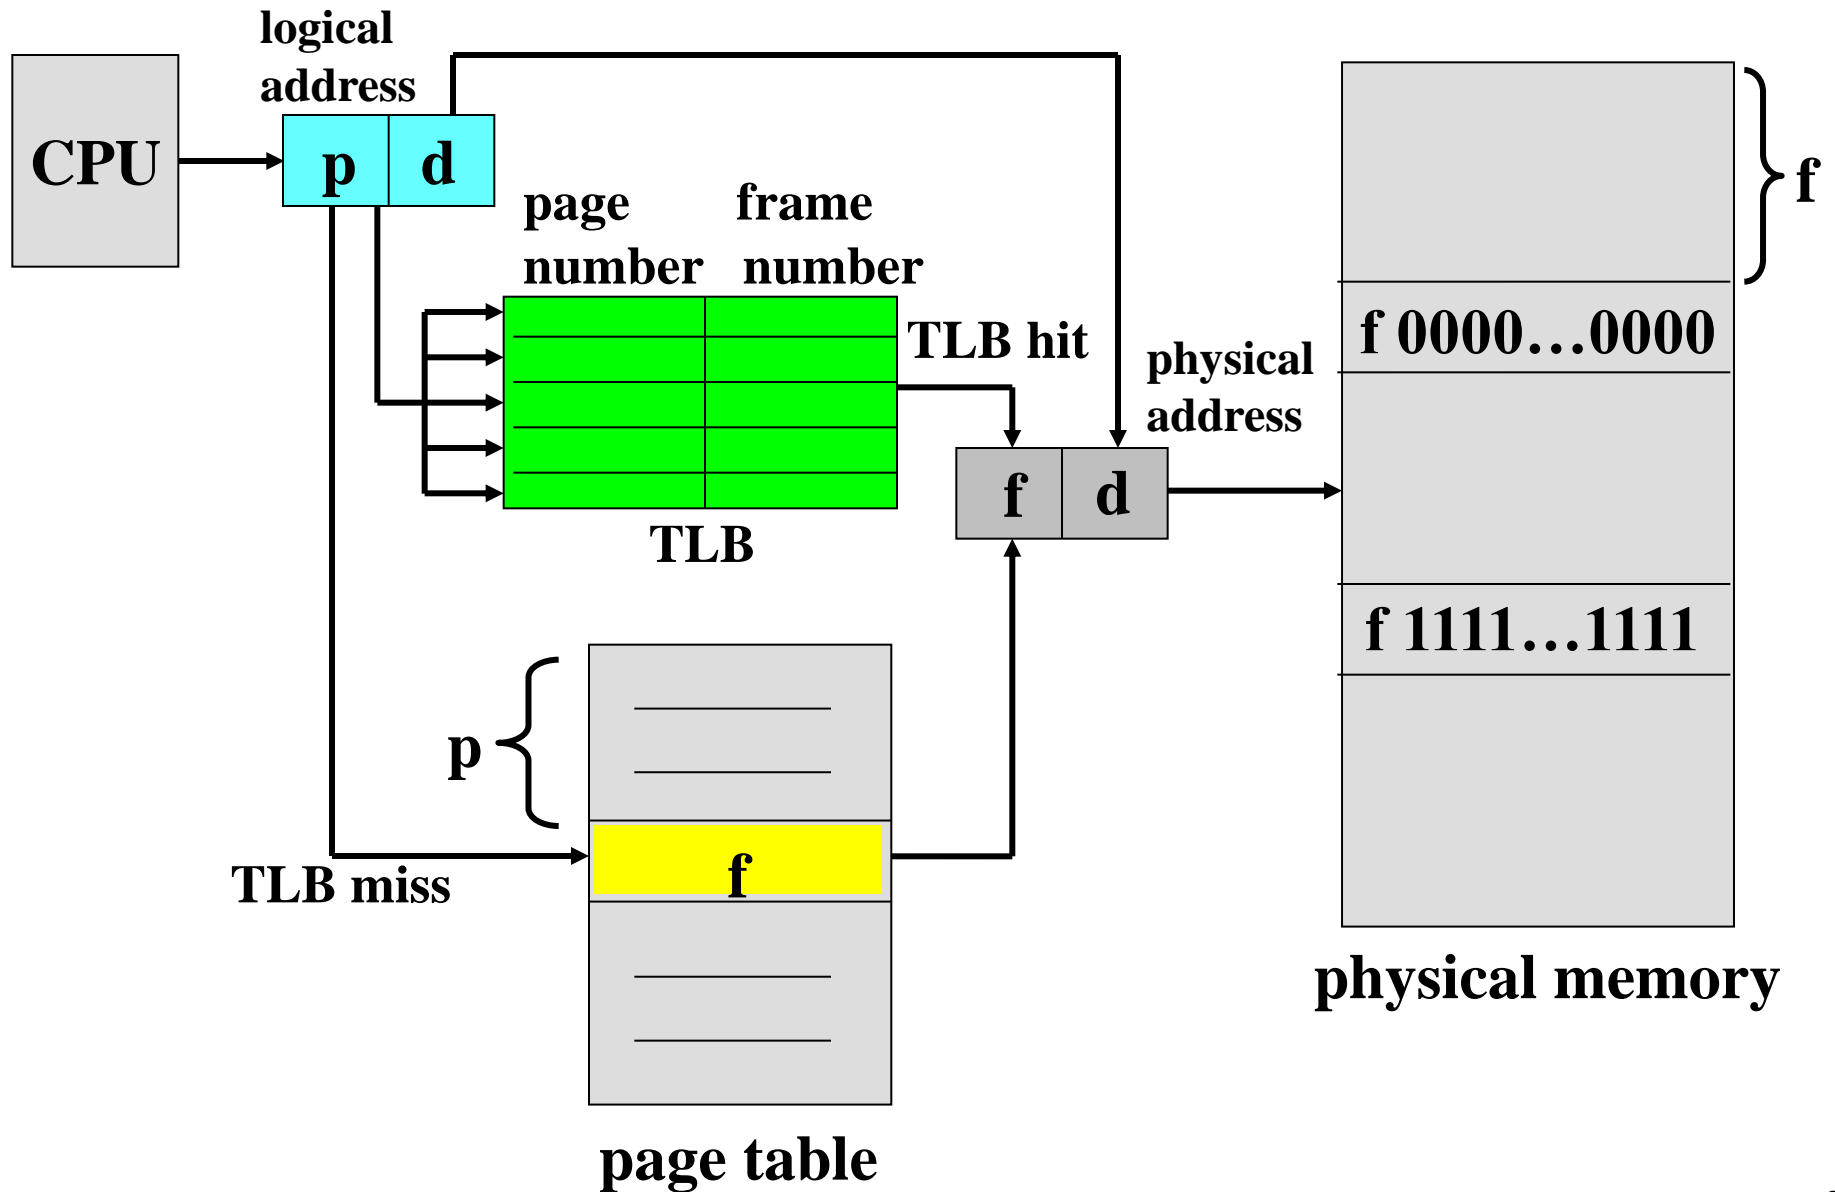 logical
address
CPU
p
d
page
number
frame
number
TLB hit
TLB
physical
address
f
d
f
f 0000…0000
f 1111…1111
physical memory
p
f
TLB miss
page table